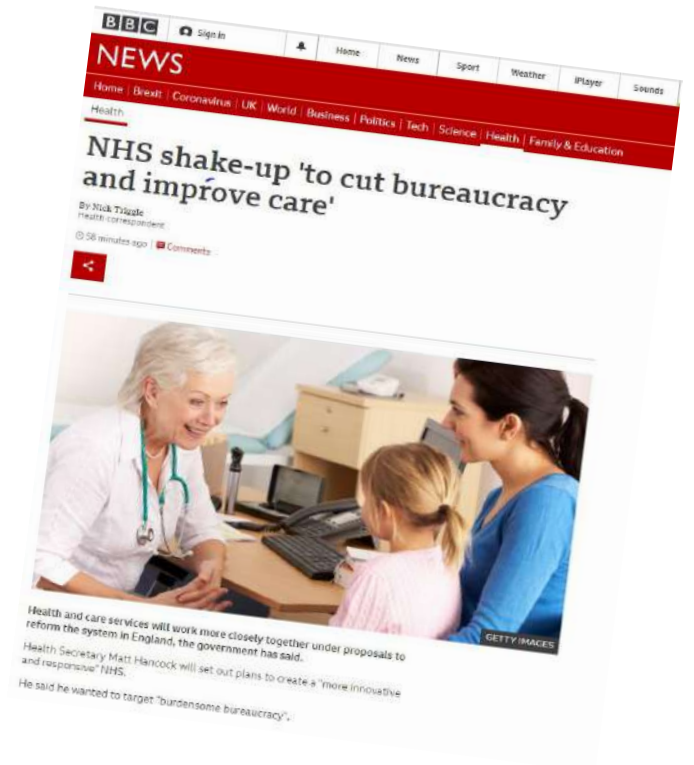 BBC Sign in Home News Sport Weather iPlayer Sounds
NEWS
Home | Brexit | Coronavirus | UK | World | Business | Politics | Tech | Science | Health | Family & Education
Health
NHS shake-up 'to cut bureaucracy
and improve care'
By Nick Triggle
Health correspondent
58 minutes ago | Comments
GETTY IMAGES
Health and care services will work more closely together under proposals to
reform the system in England, the government has said.
Health Secretary Matt Hancock will set out plans to create a "more innovative
and responsive" NHS.
He said he wanted to target "burdensome bureaucracy".